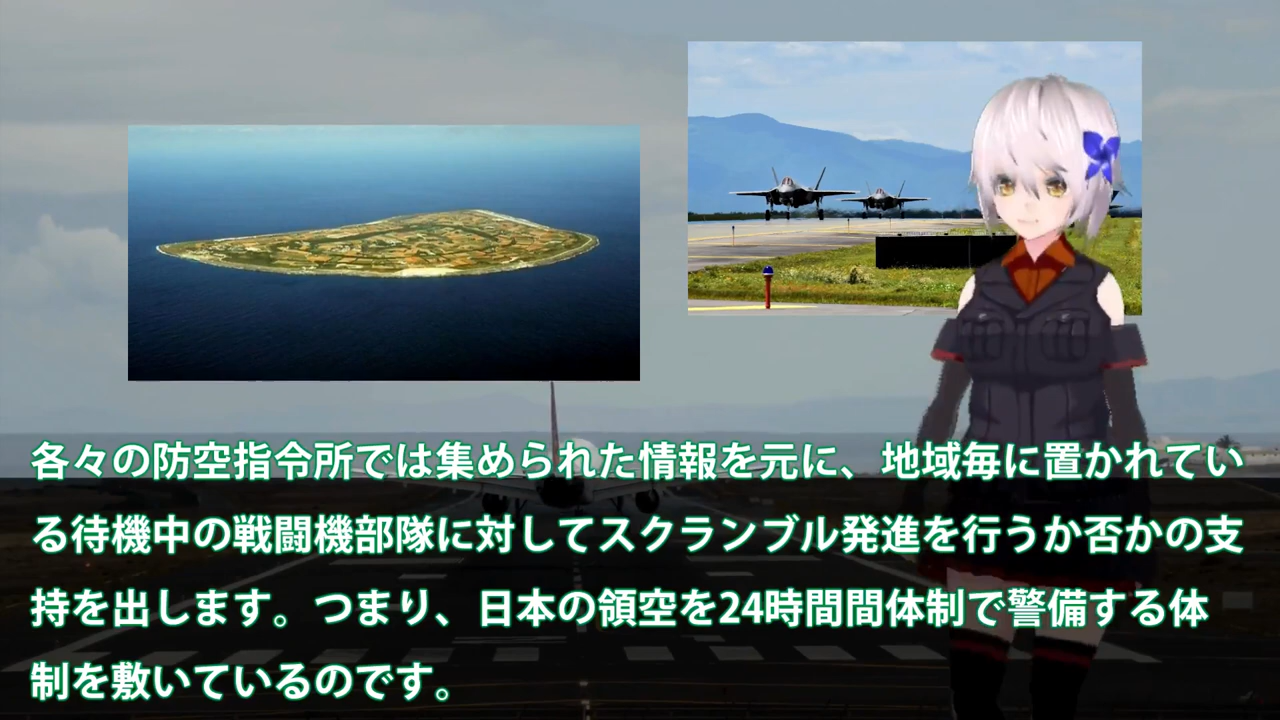 各々の防空指令所では集められた情報を元に、地域毎に置かれてい
る待機中の戦闘機部隊に対してスクランブル発進を行うか否かの支
持を出します。つまり、日本の領空を24時間間体制で警備する体
制を敷いているのです。